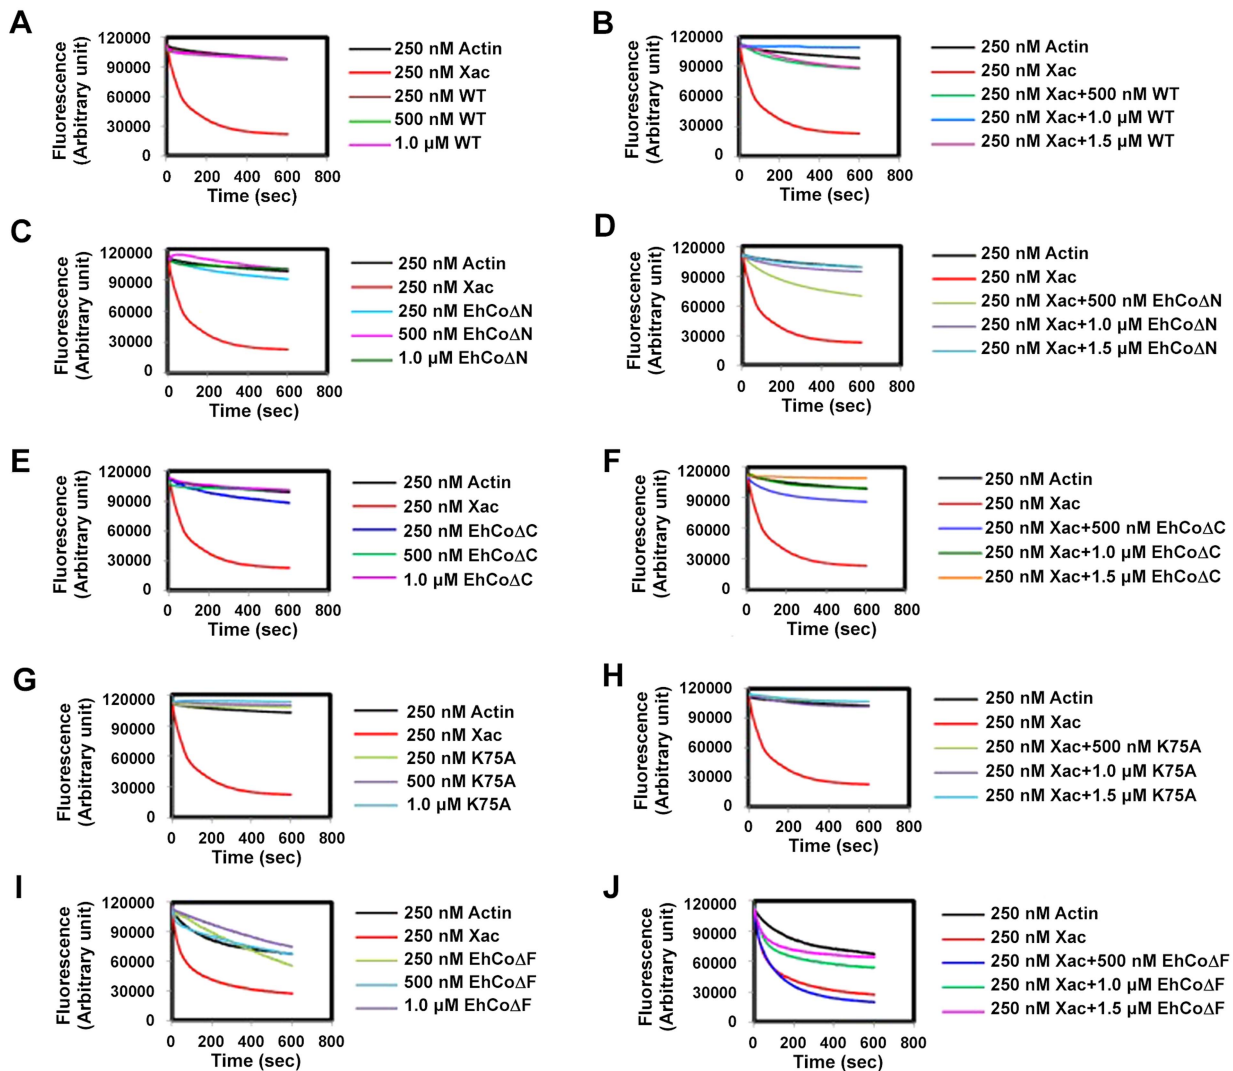 A
Fluorescence
(Arbitrary unit)
120000
90000
60000
30000
0
0 200 400 600 800
Time (sec)
250 nM Actin
250 nM Xac
250 nM WT
500 nM WT
1.0 µM WT
B
Fluorescence
(Arbitrary unit)
120000
90000
60000
30000
0
0 200 400 600 800
Time (sec)
250 nM Actin
250 nM Xac
250 nM Xac+500 nM WT
250 nM Xac+1.0 µM WT
250 nM Xac+1.5 µM WT
C
Fluorescence
(Arbitrary unit)
120000
90000
60000
30000
0
0 200 400 600 800
Time (sec)
250 nM Actin
250 nM Xac
250 nM EhCo∆N
500 nM EhCo∆N
1.0 µM EhCo∆N
D
Fluorescence
(Arbitrary unit)
120000
90000
60000
30000
0
0 200 400 600 800
Time (sec)
250 nM Actin
250 nM Xac
250 nM Xac+500 nM EhCo∆N
250 nM Xac+1.0 µM EhCo∆N
250 nM Xac+1.5 µM EhCo∆N
E
Fluorescence
(Arbitrary unit)
120000
90000
60000
30000
0
0 200 400 600 800
Time (sec)
250 nM Actin
250 nM Xac
250 nM EhCo∆C
500 nM EhCo∆C
1.0 µM EhCo∆C
F
Fluorescence
(Arbitrary unit)
120000
90000
60000
30000
0
0 200 400 600 800
Time (sec)
250 nM Actin
250 nM Xac
250 nM Xac+500 nM EhCo∆C
250 nM Xac+1.0 µM EhCo∆C
250 nM Xac+1.5 µM EhCo∆C
G
Fluorescence
(Arbitrary unit)
120000
90000
60000
30000
0
0 200 400 600 800
Time (sec)
250 nM Actin
250 nM Xac
250 nM K75A
500 nM K75A
1.0 µM K75A
H
Fluorescence
(Arbitrary unit)
120000
90000
60000
30000
0
0 200 400 600 800
Time (sec)
250 nM Actin
250 nM Xac
250 nM Xac+500 nM K75A
250 nM Xac+1.0 µM K75A
250 nM Xac+1.5 µM K75A
I
Fluorescence
(Arbitrary unit)
120000
90000
60000
30000
0
0 200 400 600 800
Time (sec)
250 nM Actin
250 nM Xac
250 nM EhCo∆F
500 nM EhCo∆F
1.0 µM EhCo∆F
J
Fluorescence
(Arbitrary unit)
120000
90000
60000
30000
0
0 200 400 600 800
Time (sec)
250 nM Actin
250 nM Xac
250 nM Xac+500 nM EhCo∆F
250 nM Xac+1.0 µM EhCo∆F
250 nM Xac+1.5 µM EhCo∆F